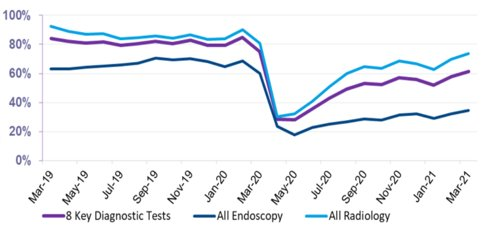 100%
80%
60%
40%
20%
0%
Mar-19
May-19
Jul-19
Sep-19
Nov-19
Jan-20
Mar-20
May-20
Jul-20
Sep-20
Nov-20
Jan-21
Mar-21
8 Key Diagnostic Tests
All Endoscopy
All Radiology